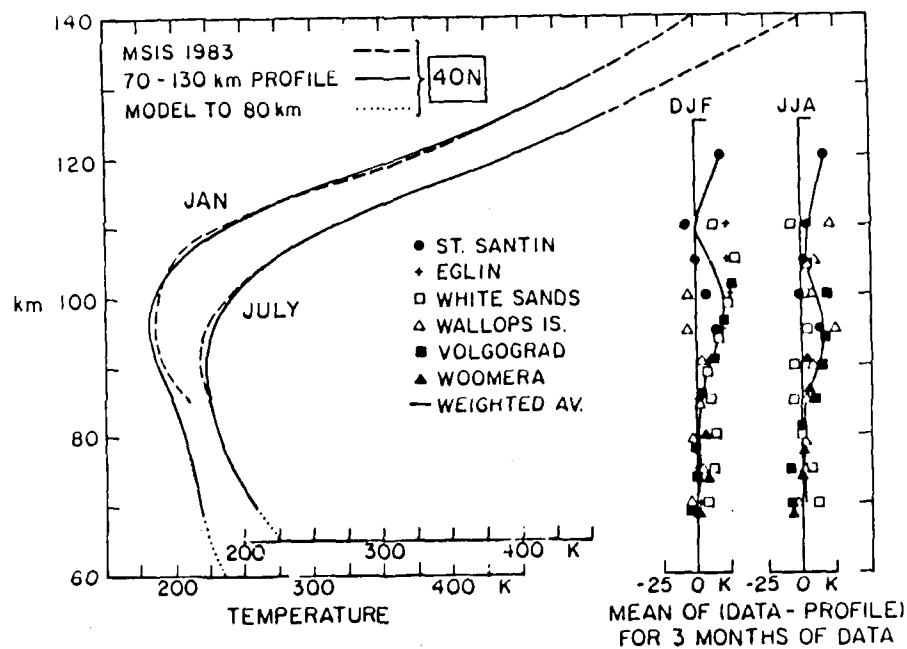 140
120
100
80
60
km
MSIS 1983
70-130 km PROFILE
MODEL TO 80 km
40N
JAN
JULY
ST. SANTIN
EGLIN
WHITE SANDS
WALLOPS IS.
VOLGOGRAD
WOOMERA
WEIGHTED AV.
200 300 400 K
200 300 400 K
TEMPERATURE
DJF JJA
-25 0 K -25 0 K
MEAN OF (DATA - PROFILE)
FOR 3 MONTHS OF DATA